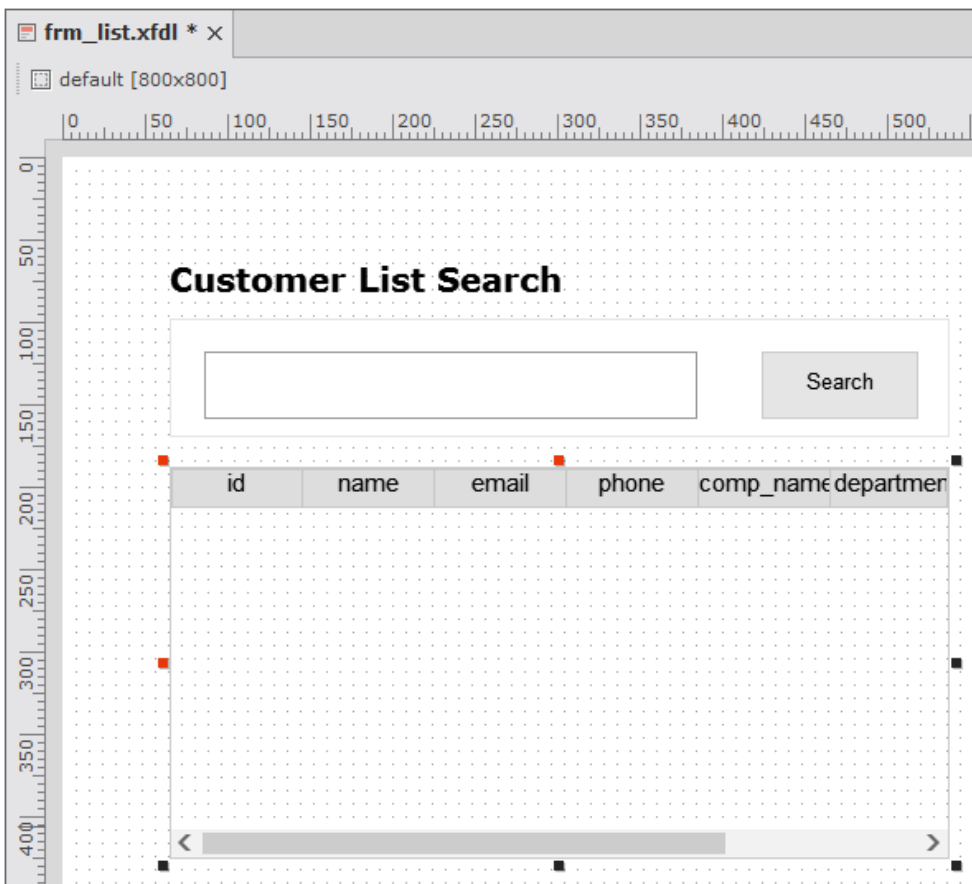 frm_list.xfdl *
default [800x800]
0 50 100 150 200 250 300 350 400 450 500
0
50
Customer List Search
100
Search
150
id name email phone comp_name departmen
200
250
300
350
400